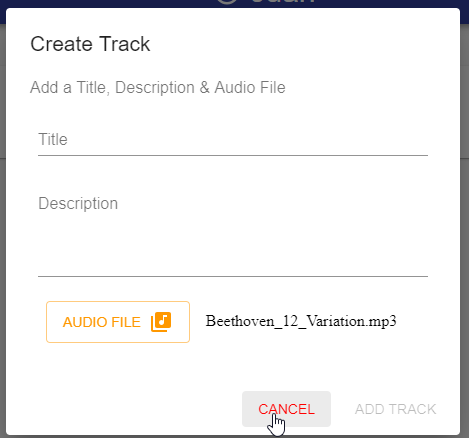 Create Track
Add a Title, Description & Audio File
Title
Description
AUDIO FILE Beethoven_12_Variation.mp3
CANCEL ADD TRACK